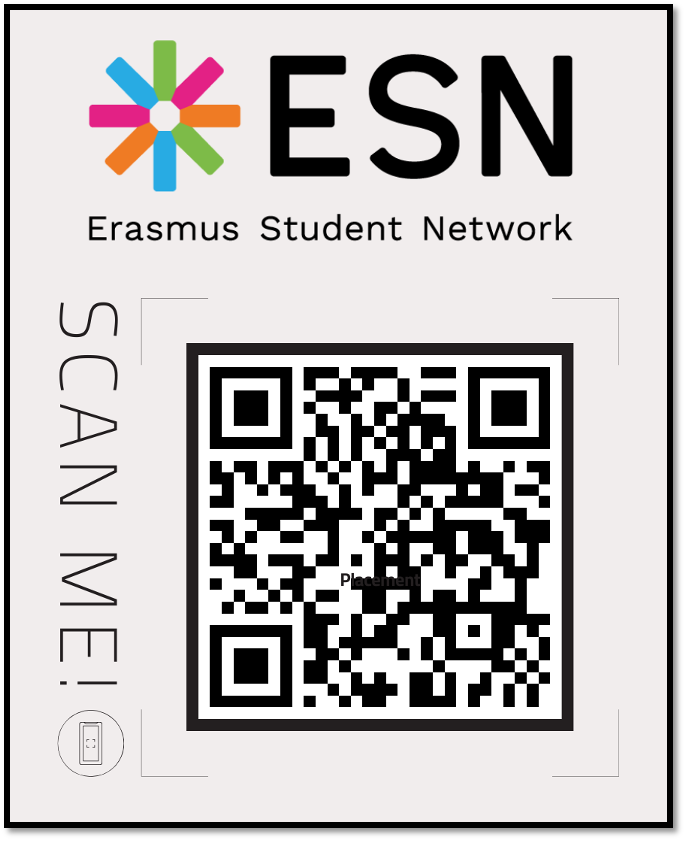 ESN
Erasmus Student Network
SCAN ME!
Placement